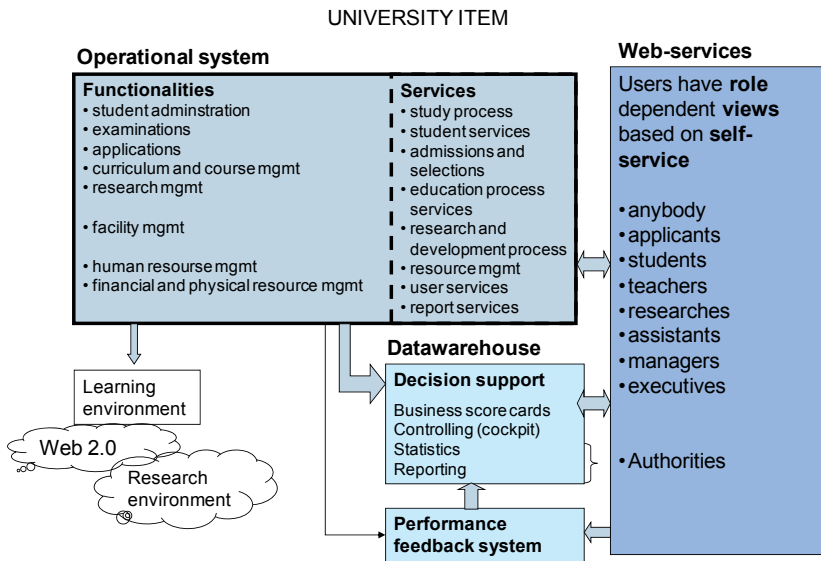 UNIVERSITY ITEM
Operational system
Functionalities
• student adminstration
• examinations
• applications
• curriculum and course mgmt
• research mgmt
• facility mgmt
• human resourse mgmt
• financial and physical resource mgmt
Services
• study process
• student services
• admissions and
selections
• education process
services
• research and
development process
• resource mgmt
• user services
• report services
Web-services
Users have role
dependent views
based on self-
service
• anybody
• applicants
• students
• teachers
• researches
• assistants
• managers
• executives
• Authorities
Learning
environment
Web 2.0
Research
environment
Datawarehouse
Decision support
Business score cards
Controlling (cockpit)
Statistics
Reporting
Performance
feedback system